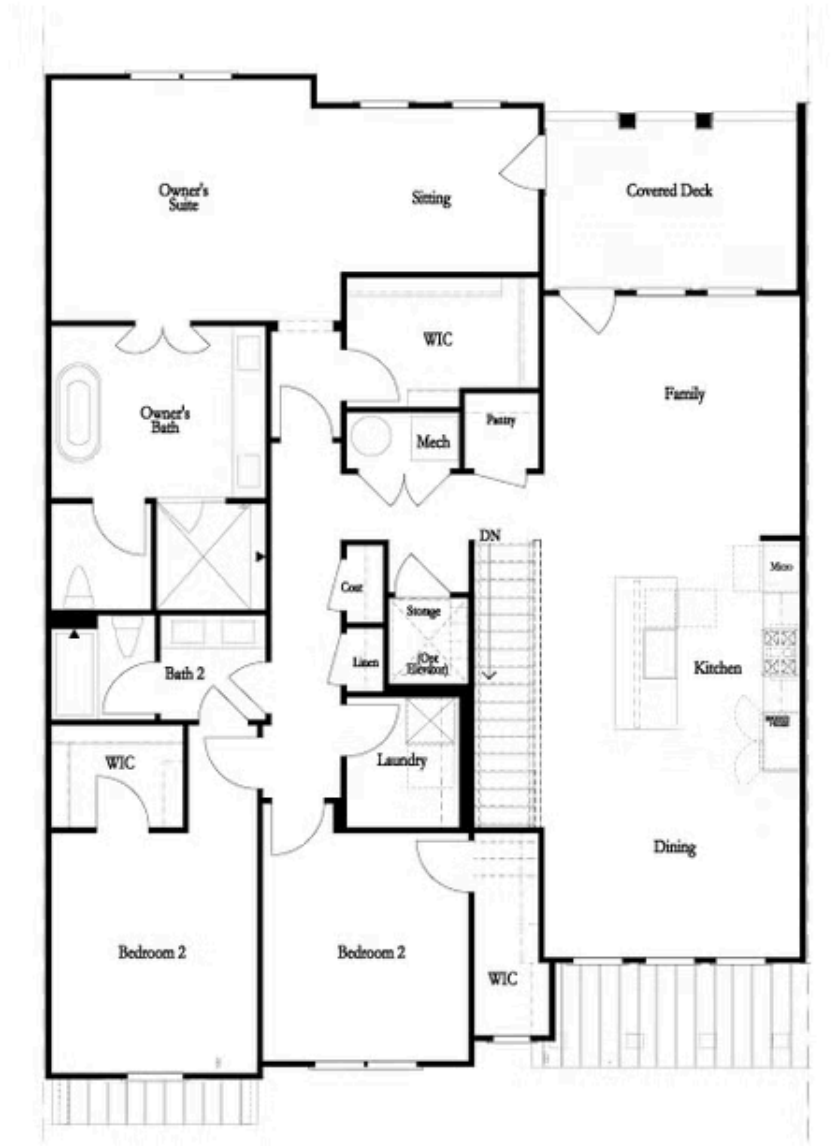 Owner's
Suite
Sitting
Covered Deck
WIC
Family
Owner's
Bath
Pantry
Mech
DN
Micro
Coat
Storage
Linen
(Opt
Elevator)
Kitchen
Bath 2
WIC
Laundry
Dining
Bedroom 2
Bedroom 2
WIC